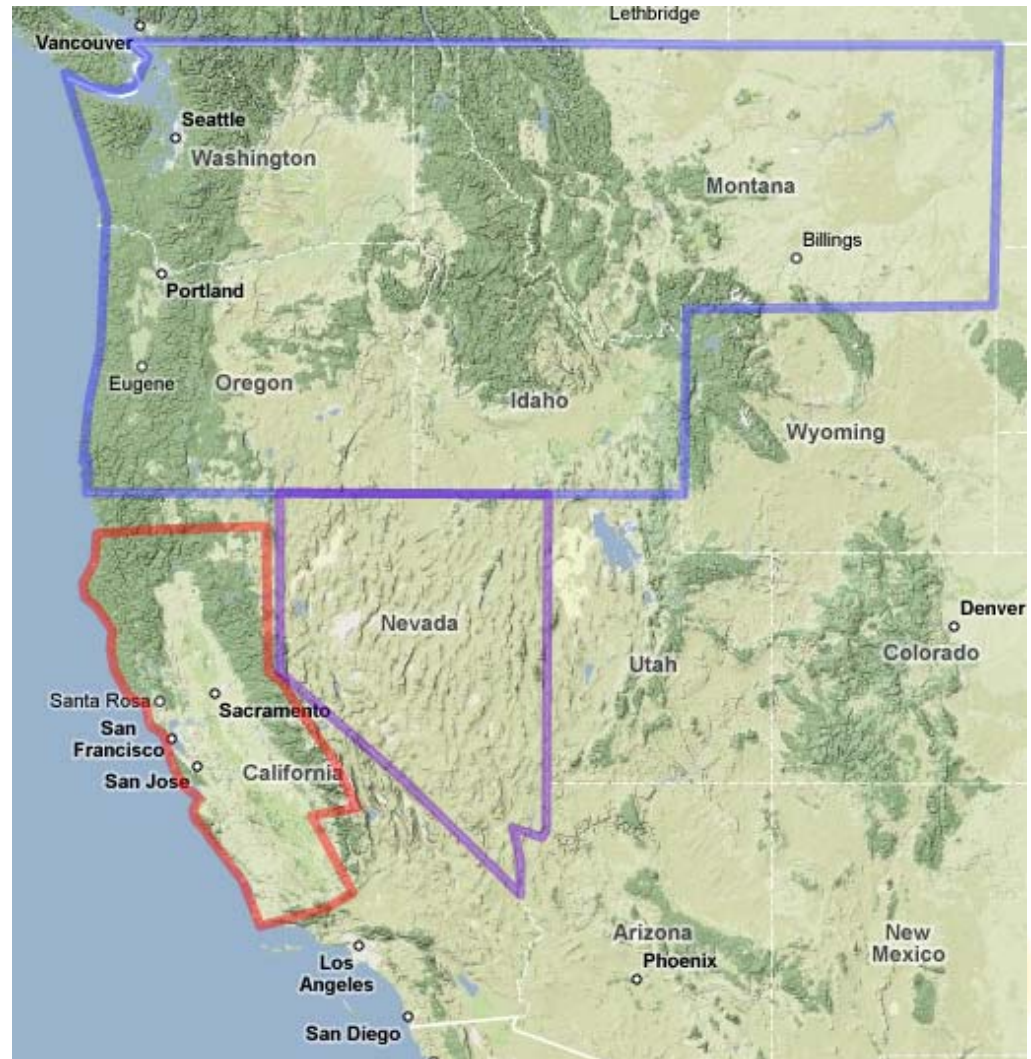 Lethbridge
Vancouver
Seattle
Washington
Montana
Billings
Portland
Eugene
Oregon
Idaho
Wyoming
Denver
Nevada
Colorado
Utah
Santa Rosa
Sacramento
San
Francisco
San Jose
California
Arizona
New
Mexico
Los
Angeles
Phoenix
San Diego